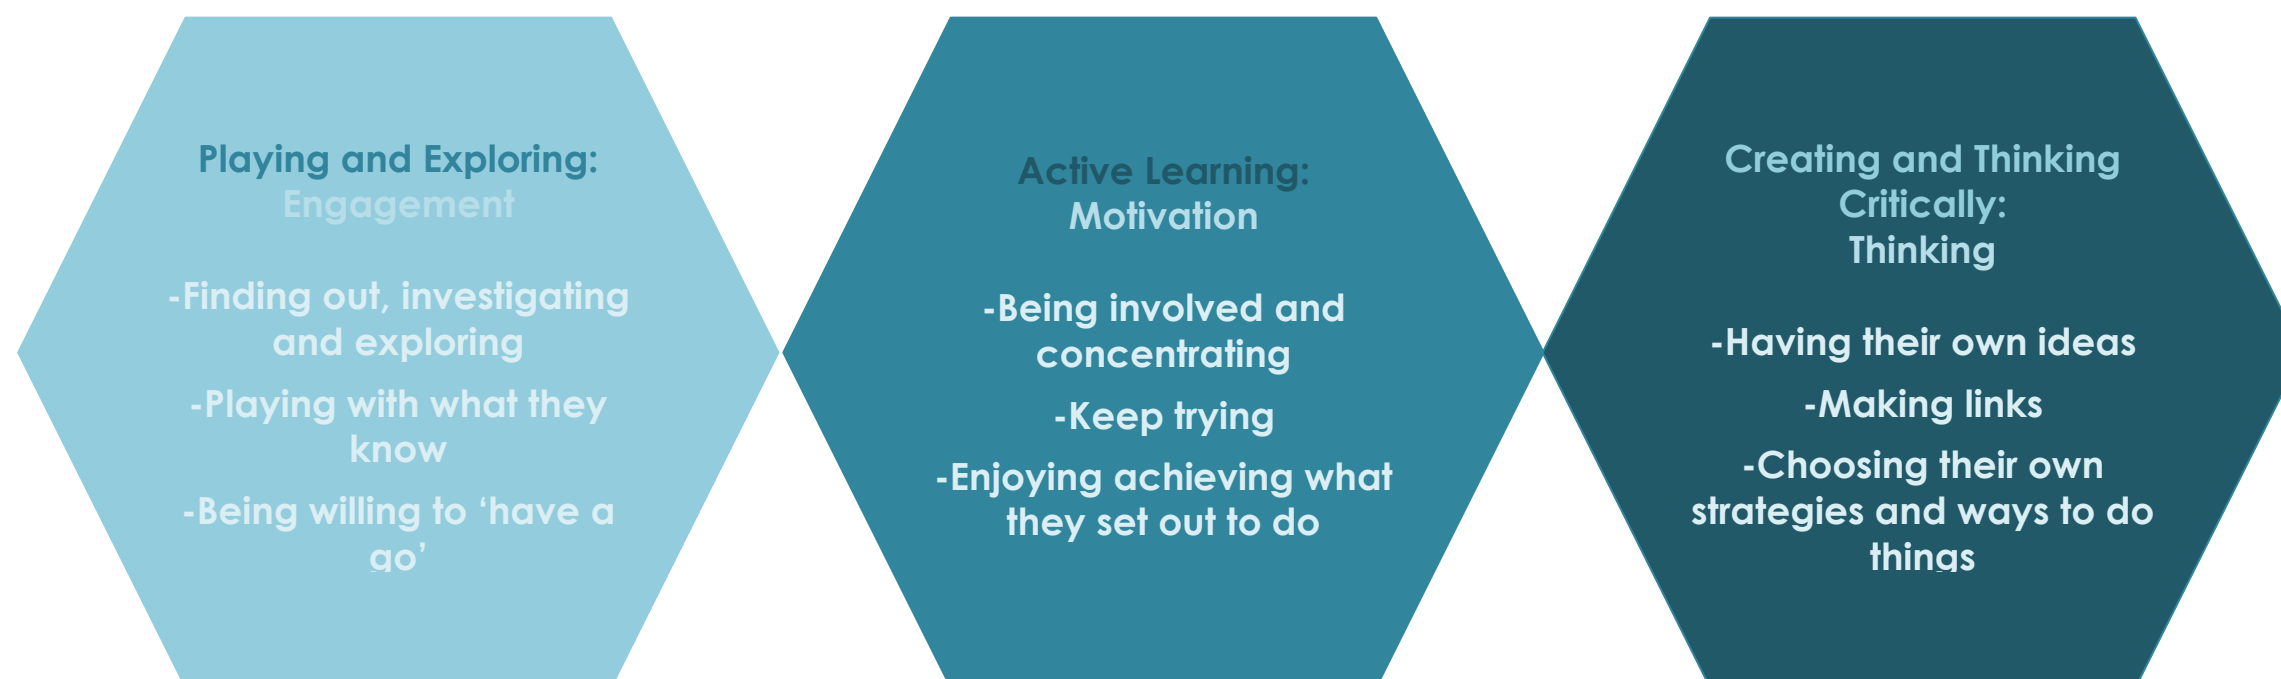 Playing and Exploring:
Engagement
-Finding out, investigating
and exploring
-Playing with what they
know
-Being willing to ‘have a
go’
Active Learning:
Motivation
-Being involved and
concentrating
-Keep trying
-Enjoying achieving what
they set out to do
Creating and Thinking
Critically:
Thinking
-Having their own ideas
-Making links
-Choosing their own
strategies and ways to do
things